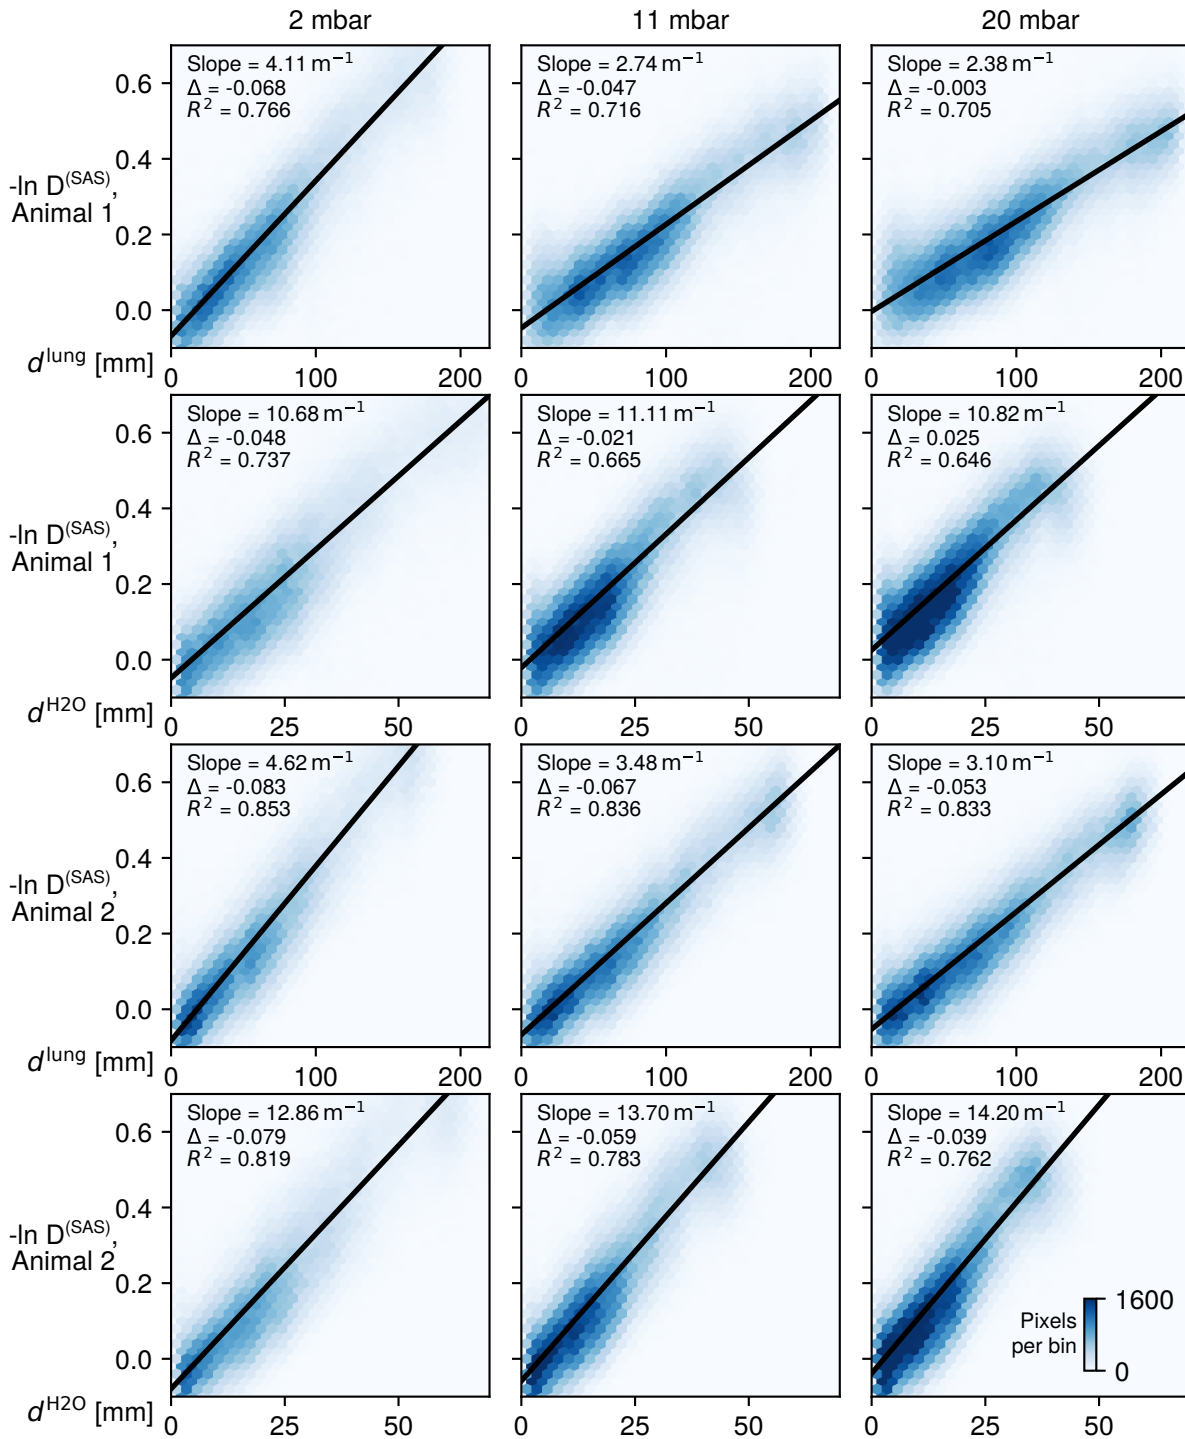 2 mbar 11 mbar 20 mbar
Slope = 4.11 m⁻¹
Δ = -0.068
R² = 0.766
Slope = 2.74 m⁻¹
Δ = -0.047
R² = 0.716
Slope = 2.38 m⁻¹
Δ = -0.003
R² = 0.705
0.6
0.4
0.2
0.0
-ln D(SAS),
Animal 1
d lung [mm]
0 100 200 0 100 200 0 100 200
Slope = 10.68 m⁻¹
Δ = -0.048
R² = 0.737
Slope = 11.11 m⁻¹
Δ = -0.021
R² = 0.665
Slope = 10.82 m⁻¹
Δ = 0.025
R² = 0.646
0.6
0.4
0.2
0.0
-ln D(SAS),
Animal 1
d H2O [mm]
0 25 50 0 25 50 0 25 50
Slope = 4.62 m⁻¹
Δ = -0.083
R² = 0.853
Slope = 3.48 m⁻¹
Δ = -0.067
R² = 0.836
Slope = 3.10 m⁻¹
Δ = -0.053
R² = 0.833
0.6
0.4
0.2
0.0
-ln D(SAS),
Animal 2
d lung [mm]
0 100 200 0 100 200 0 100 200
Slope = 12.86 m⁻¹
Δ = -0.079
R² = 0.819
Slope = 13.70 m⁻¹
Δ = -0.059
R² = 0.783
Slope = 14.20 m⁻¹
Δ = -0.039
R² = 0.762
0.6
0.4
0.2
0.0
-ln D(SAS),
Animal 2
Pixels
per bin
1600
0
d H2O [mm]
0 25 50 0 25 50 0 25 50